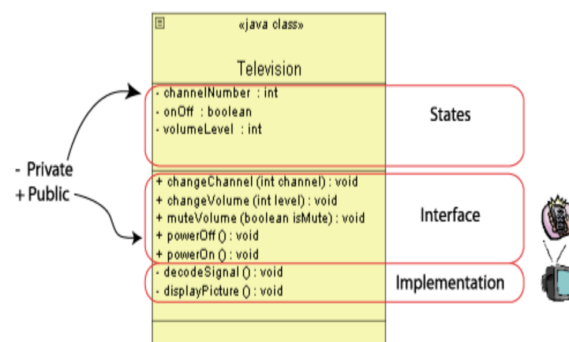 «java class»
Television
- channelNumber : int
- onOff : boolean
- volumeLevel : int
States
- Private
+ Public
+ changeChannel (int channel) : void
+ changeVolume (int level) : void
+ muteVolume (boolean isMute) : void
+ powerOff () : void
+ powerOn () : void
Interface
- decodeSignal () : void
- displayPicture () : void
Implementation